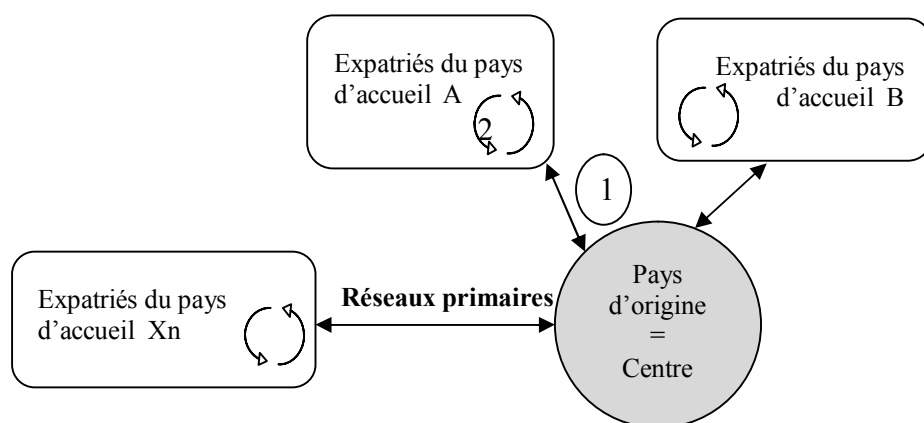 Expatriés du pays
d’accueil A
2
Expatriés du pays
d’accueil B
1
Expatriés du pays
d’accueil Xn
Réseaux primaires
Pays
d’origine
=
Centre